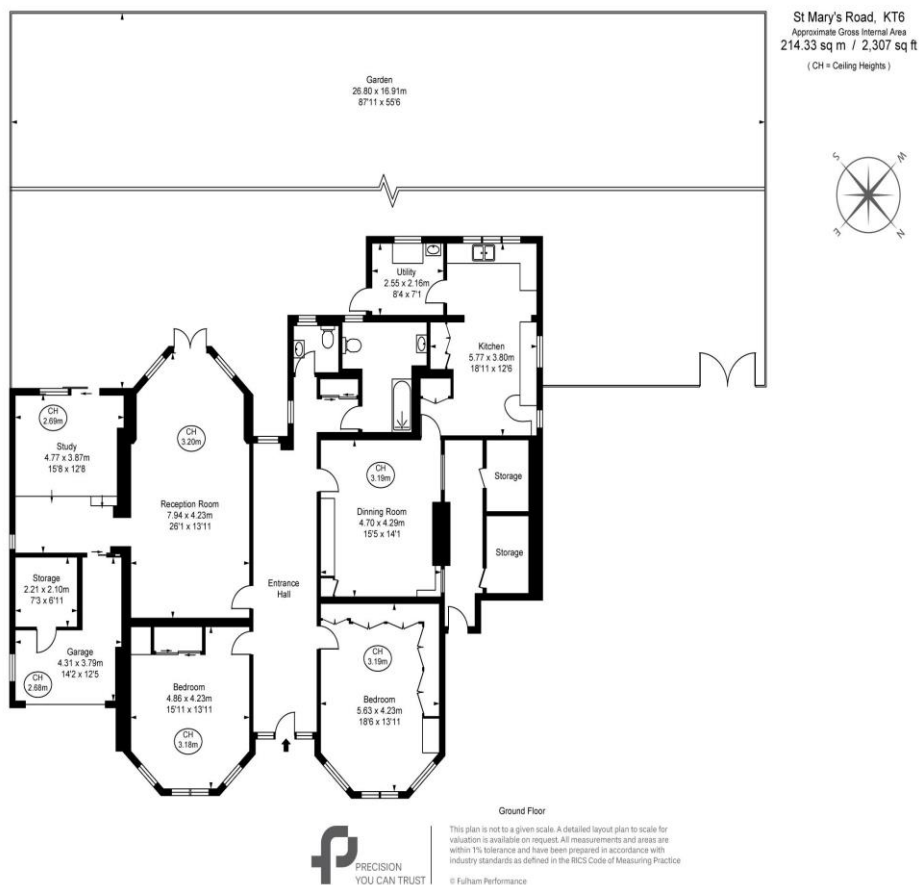 St Mary's Road, KT6
Approximate Gross Internal Area
214.33 sq m / 2,307 sq ft
( CH = Ceiling Heights )
Garden
26.80 x 16.91m
87'11 x 55'6
S
W
E
N
Utility
2.55 x 2.16m
8'4 x 7'1
Kitchen
5.77 x 3.80m
18'11 x 12'6
CH
2.69m
Study
4.77 x 3.87m
15'8 x 12'8
CH
3.20m
Reception Room
7.94 x 4.23m
26'1 x 13'11
CH
3.19m
Dinning Room
4.70 x 4.29m
15'5 x 14'1
Storage
Storage
Storage
2.21 x 2.10m
7'3 x 6'11
Entrance
Hall
Garage
4.31 x 3.79m
14'2 x 12'5
CH
2.68m
Bedroom
4.86 x 4.23m
15'11 x 13'11
CH
3.18m
CH
3.19m
Bedroom
5.63 x 4.23m
18'6 x 13'11
Ground Floor
PRECISION
YOU CAN TRUST
This plan is not to a given scale. A detailed layout plan to scale for
valuation is available on request. All measurements and areas are
within 1% tolerance and have been prepared in accordance with
industry standards as defined in the RICS Code of Measuring Practice
© Fulham Performance